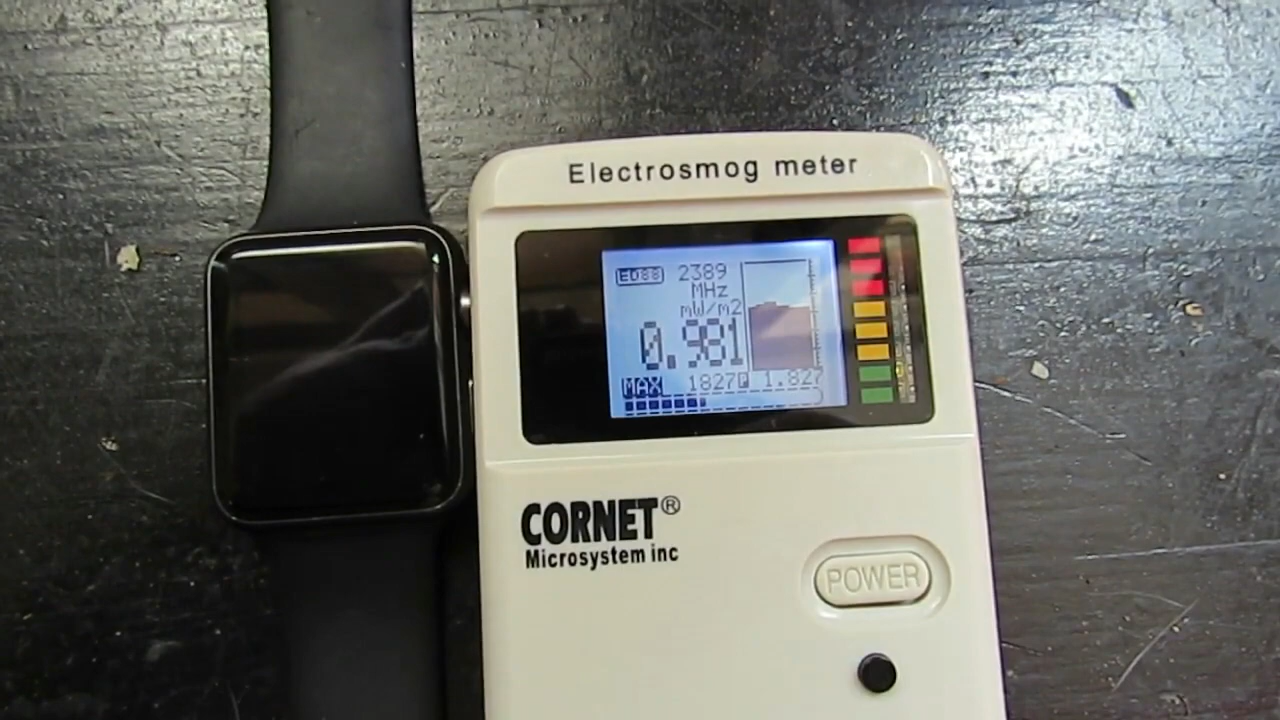 Electrosmog meter
ED88 2389
MHz
mW/m2
0.981
MAX 1827 1.827
CORNET®
Microsystem inc
POWER